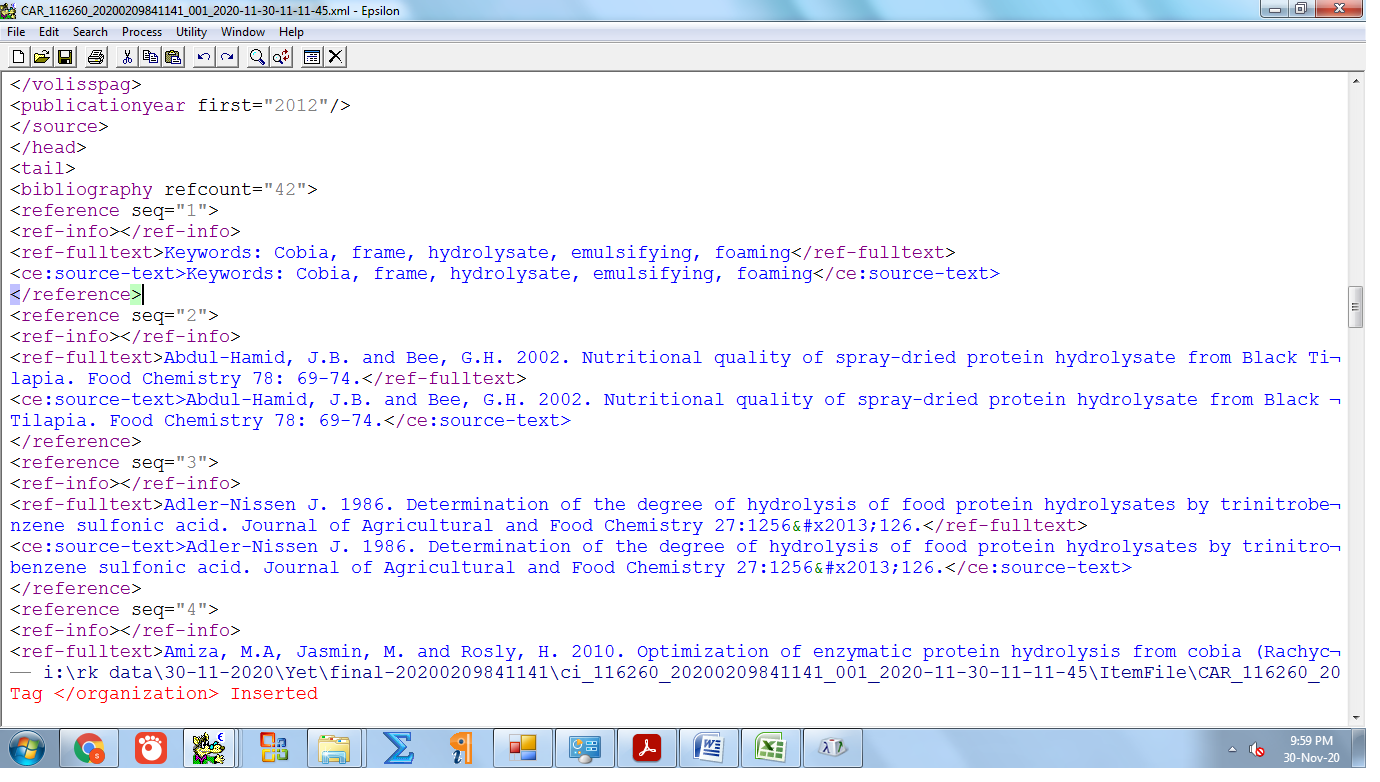 CAR_116260_20200209841141_001_2020-11-30-11-11-45.xml - Epsilon
File Edit Search Process Utility Window Help
</volisspag>
<publicationyear first="2012"/>
</source>
</head>
<tail>
<bibliography refcount="42">
<reference seq="1">
<ref-info></ref-info>
<ref-fulltext>Keywords: Cobia, frame, hydrolysate, emulsifying, foaming</ref-fulltext>
<ce:source-text>Keywords: Cobia, frame, hydrolysate, emulsifying, foaming</ce:source-text>
</reference>
<reference seq="2">
<ref-info></ref-info>
<ref-fulltext>Abdul-Hamid, J.B. and Bee, G.H. 2002. Nutritional quality of spray-dried protein hydrolysate from Black Ti¬
lapia. Food Chemistry 78: 69-74.</ref-fulltext>
<ce:source-text>Abdul-Hamid, J.B. and Bee, G.H. 2002. Nutritional quality of spray-dried protein hydrolysate from Black ¬
Tilapia. Food Chemistry 78: 69-74.</ce:source-text>
</reference>
<reference seq="3">
<ref-info></ref-info>
<ref-fulltext>Adler-Nissen J. 1986. Determination of the degree of hydrolysis of food protein hydrolysates by trinitrobe¬
nzene sulfonic acid. Journal of Agricultural and Food Chemistry 27:1256&#x2013;126.</ref-fulltext>
<ce:source-text>Adler-Nissen J. 1986. Determination of the degree of hydrolysis of food protein hydrolysates by trinitro¬
benzene sulfonic acid. Journal of Agricultural and Food Chemistry 27:1256&#x2013;126.</ce:source-text>
</reference>
<reference seq="4">
<ref-info></ref-info>
<ref-fulltext>Amiza, M.A, Jasmin, M. and Rosly, H. 2010. Optimization of enzymatic protein hydrolysis from cobia (Rachyc¬
i:\rk data\30-11-2020\Yet\final-20200209841141\ci_116260_20200209841141_001_2020-11-30-11-11-45\ItemFile\CAR_116260_20
Tag </organization> Inserted
9:59 PM
30-Nov-20